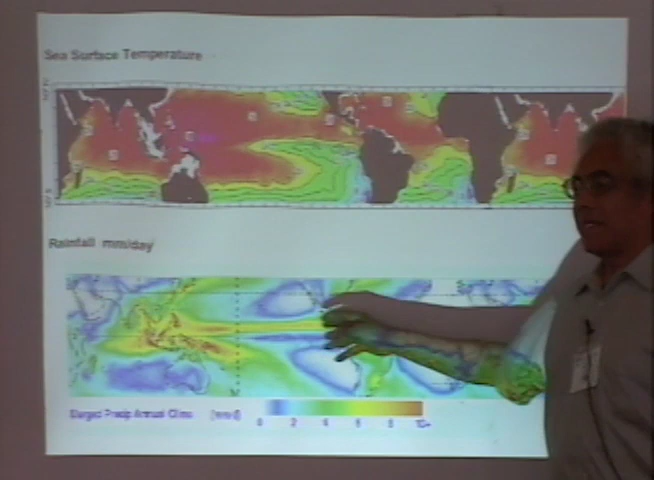 Sea Surface Temperature
Rainfall mm/day
Merged Precip Annual Clim (mm/d)
0 2 4 6 8 10+